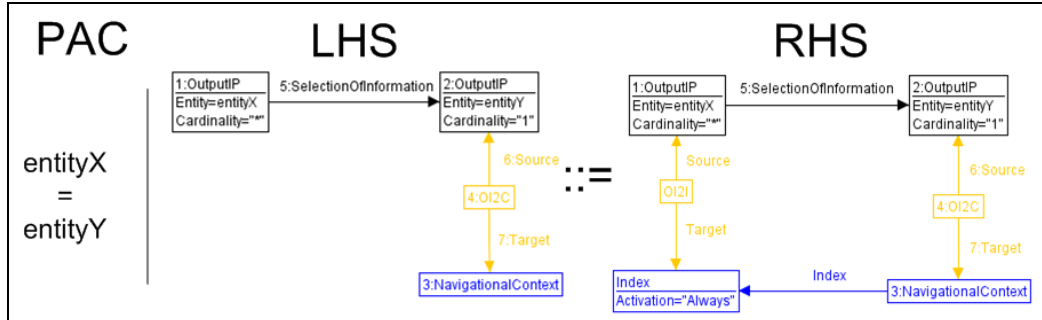 PAC
LHS
RHS
entityX
=
entityY
1:OutputIP
Entity=entityX
Cardinality="*"
5:SelectionOfInformation
2:OutputIP
Entity=entityY
Cardinality="1"
6:Source
4:OI2C
7:Target
3:NavigationalContext
::=
1:OutputIP
Entity=entityX
Cardinality="*"
5:SelectionOfInformation
2:OutputIP
Entity=entityY
Cardinality="1"
Source
OI2I
Target
6:Source
4:OI2C
7:Target
Index
Activation="Always"
Index
3:NavigationalContext